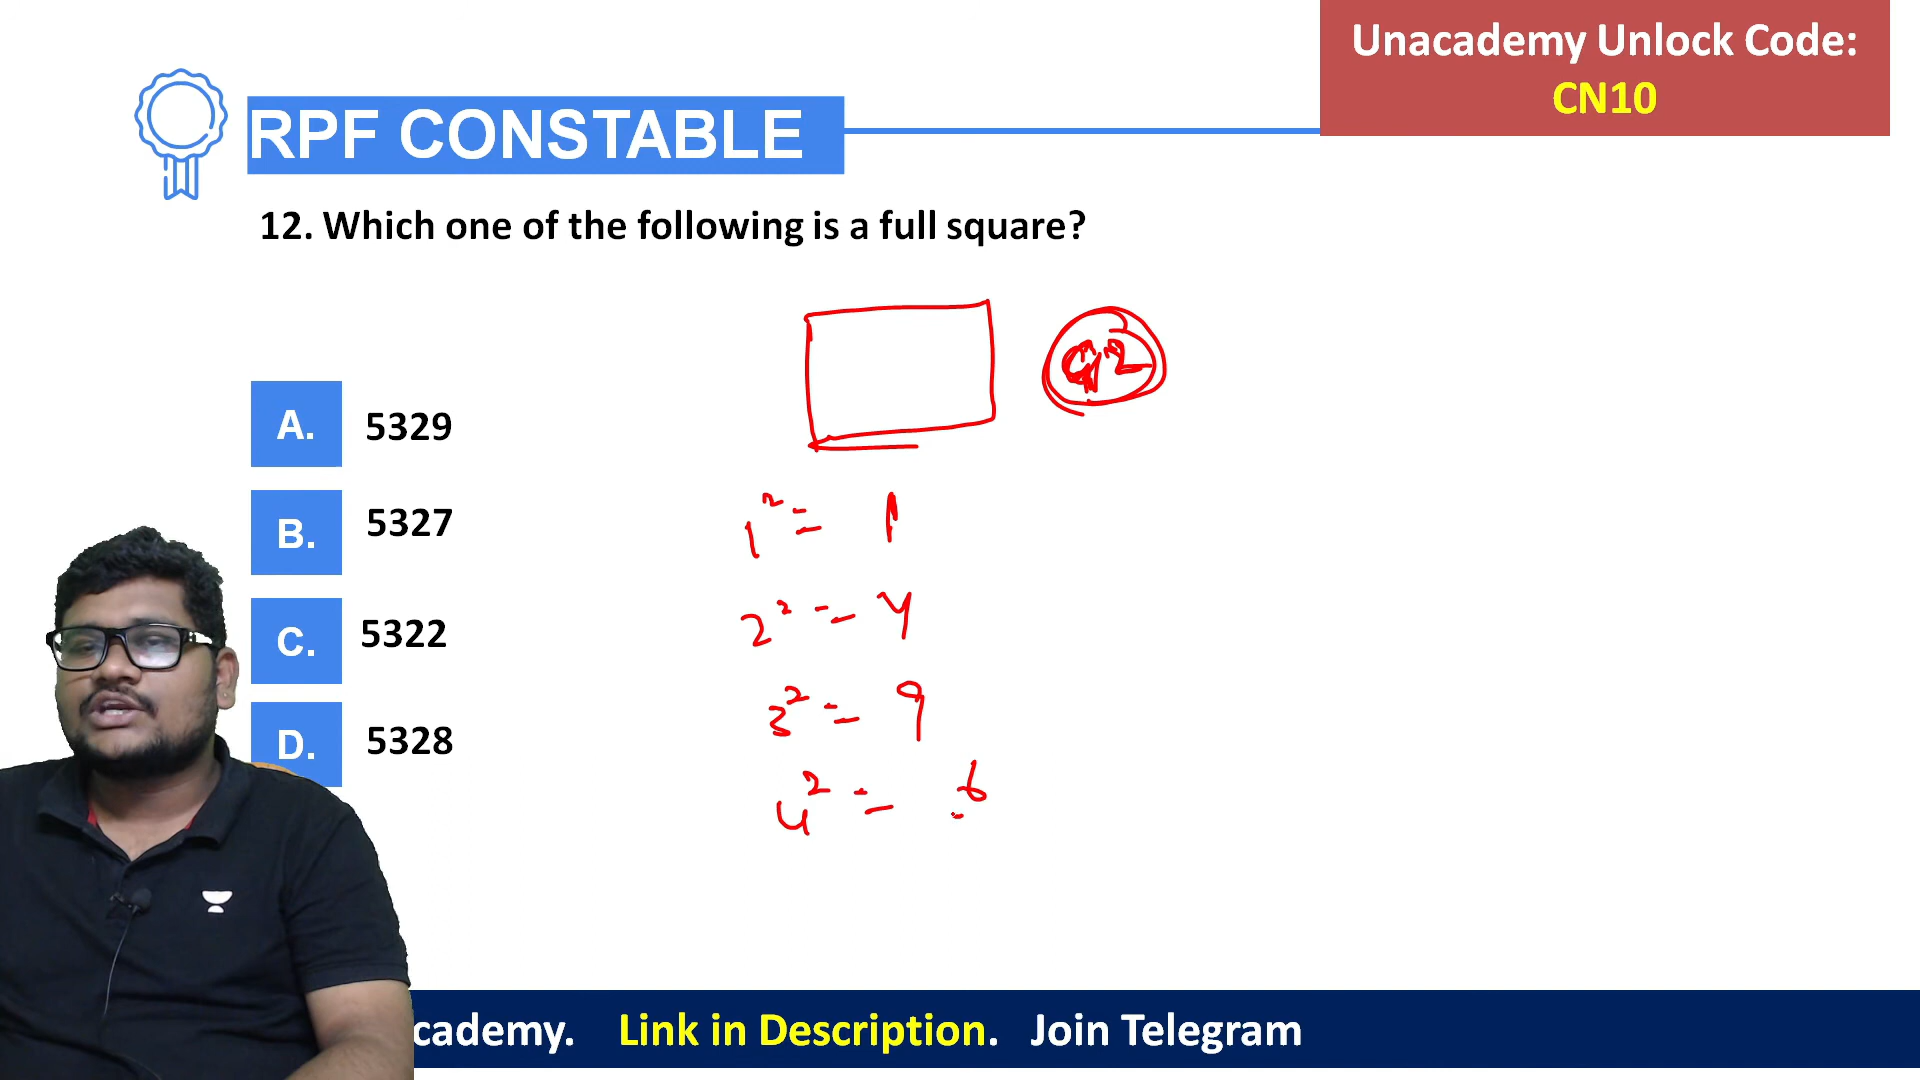 Unacademy Unlock Code:
CN10
RPF CONSTABLE
12. Which one of the following is a full square?
A. 5329
B. 5327
C. 5322
D. 5328
1² = 1
2² = 4
3² = 9
4² = 6
cademy. Link in Description. Join Telegram